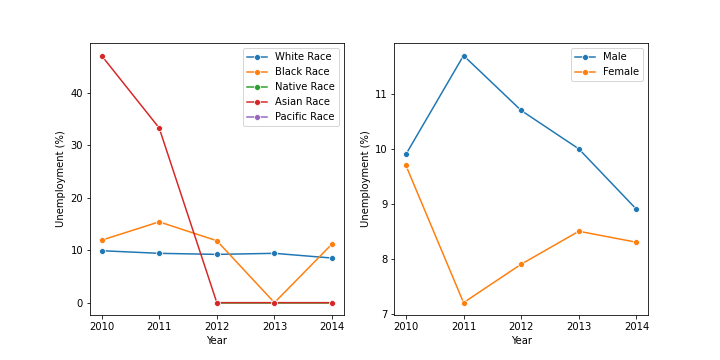 White Race
Black Race
Native Race
Asian Race
Pacific Race
Unemployment (%)
40
30
20
10
0
2010 2011 2012 2013 2014
Year
Male
Female
Unemployment (%)
11
10
9
8
7
2010 2011 2012 2013 2014
Year